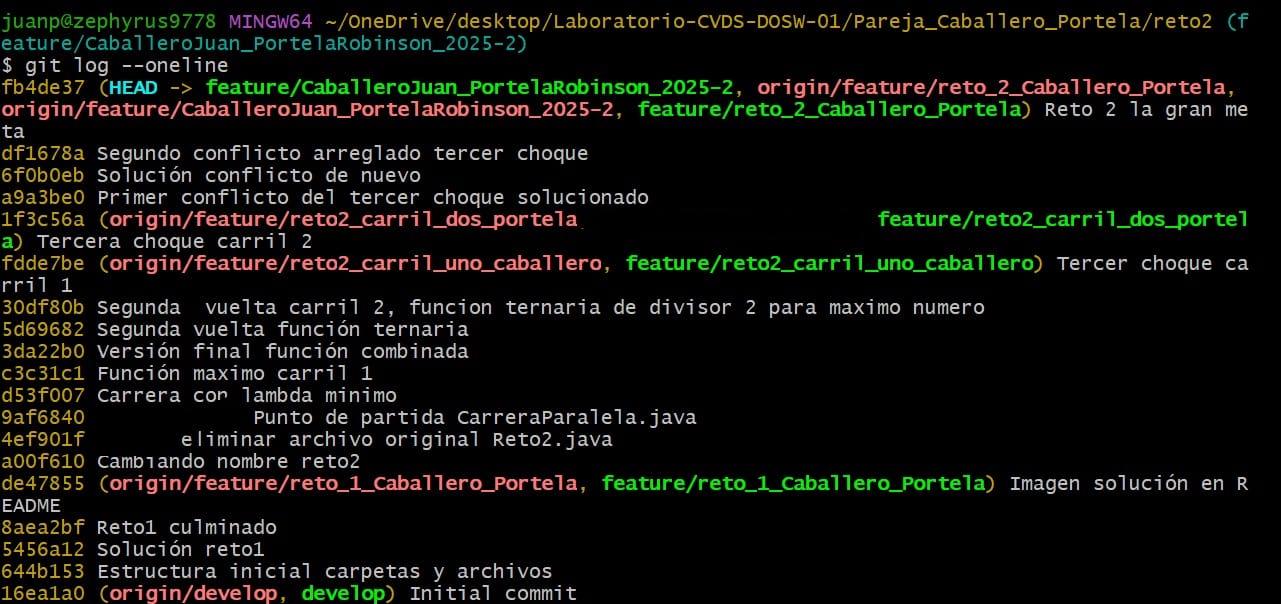 juanp@zephyrus9778 MINGW64 ~/OneDrive/desktop/Laboratorio-CVDS-DOSW-01/Pareja_Caballero_Portela/reto2 (f
eature/CaballeroJuan_PortelaRobinson_2025-2)
$ git log --oneline
fb4de37 (HEAD -> feature/CaballeroJuan_PortelaRobinson_2025-2, origin/feature/reto_2_Caballero_Portela,
origin/feature/CaballeroJuan_PortelaRobinson_2025-2, feature/reto_2_Caballero_Portela) Reto 2 la gran me
ta
df1678a Segundo conflicto arreglado tercer choque
6f0b0eb Solución conflicto de nuevo
a9a3be0 Primer conflicto del tercer choque solucionado
1f3c56a (origin/feature/reto2_carril_dos_portela feature/reto2_carril_dos_portel
a) Tercera choque carril 2
fdde7be (origin/feature/reto2_carril_uno_caballero, feature/reto2_carril_uno_caballero) Tercer choque ca
rril 1
30df80b Segunda  vuelta carril 2, funcion ternaria de divisor 2 para maximo numero
5d69682 Segunda vuelta función ternaria
3da22b0 Versión final función combinada
c3c31c1 Función maximo carril 1
d53f007 Carrera con lambda minimo
9af6840 Punto de partida CarreraParalela.java
4ef901f eliminar archivo original Reto2.java
a00f610 Cambiando nombre reto2
de47855 (origin/feature/reto_1_Caballero_Portela, feature/reto_1_Caballero_Portela) Imagen solución en R
EADME
8aea2bf Reto1 culminado
5456a12 Solución reto1
644b153 Estructura inicial carpetas y archivos
16ea1a0 (origin/develop, develop) Initial commit